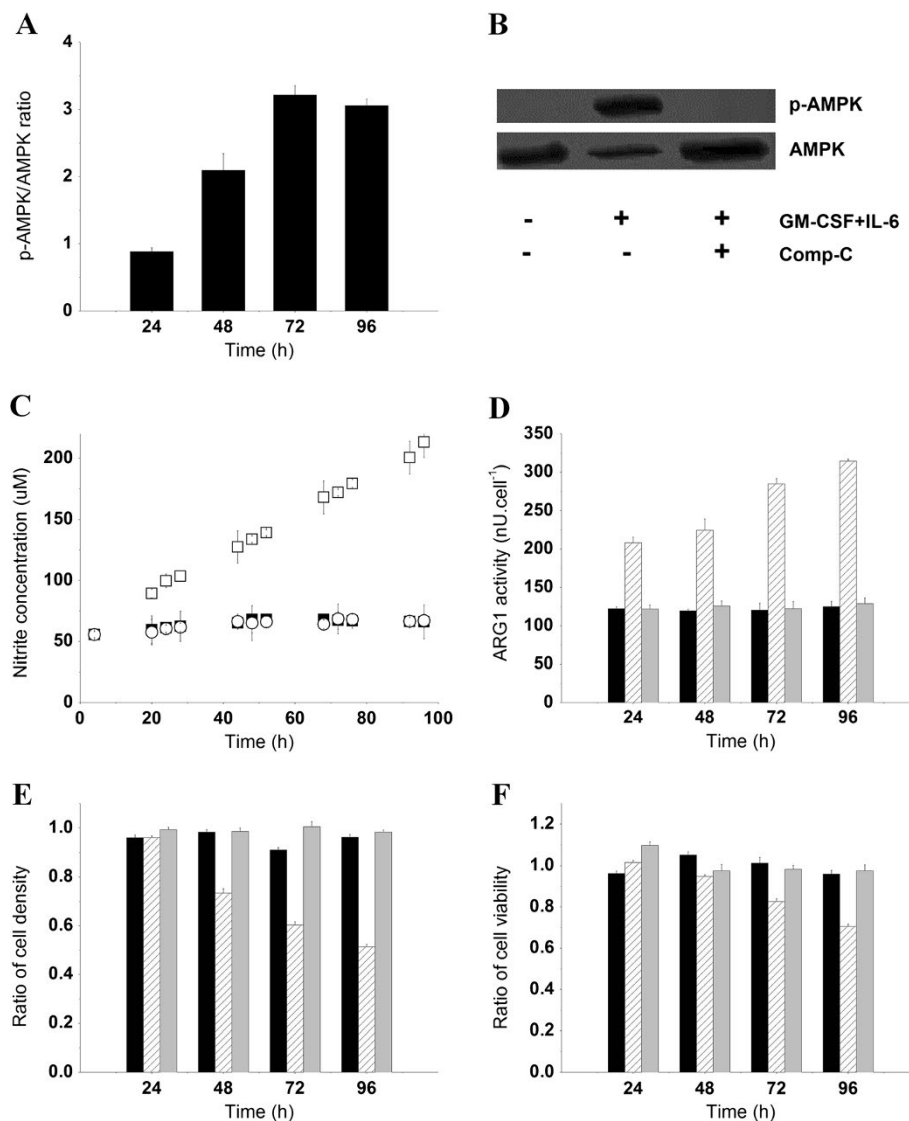 A
p-AMPK/AMPK ratio
4
3
2
1
0
24 48 72 96
Time (h)
B
p-AMPK
AMPK
- + + GM-CSF+IL-6
- - + Comp-C
C
Nitrite concentration (uM)
200
150
100
50
0
0 20 40 60 80 100
Time (h)
D
ARG1 activity (nU.cell-1)
350
300
250
200
150
100
50
0
24 48 72 96
Time (h)
E
Ratio of cell density
1.0
0.8
0.6
0.4
0.2
0.0
24 48 72 96
Time (h)
F
Ratio of cell viability
1.2
1.0
0.8
0.6
0.4
0.2
0.0
24 48 72 96
Time (h)